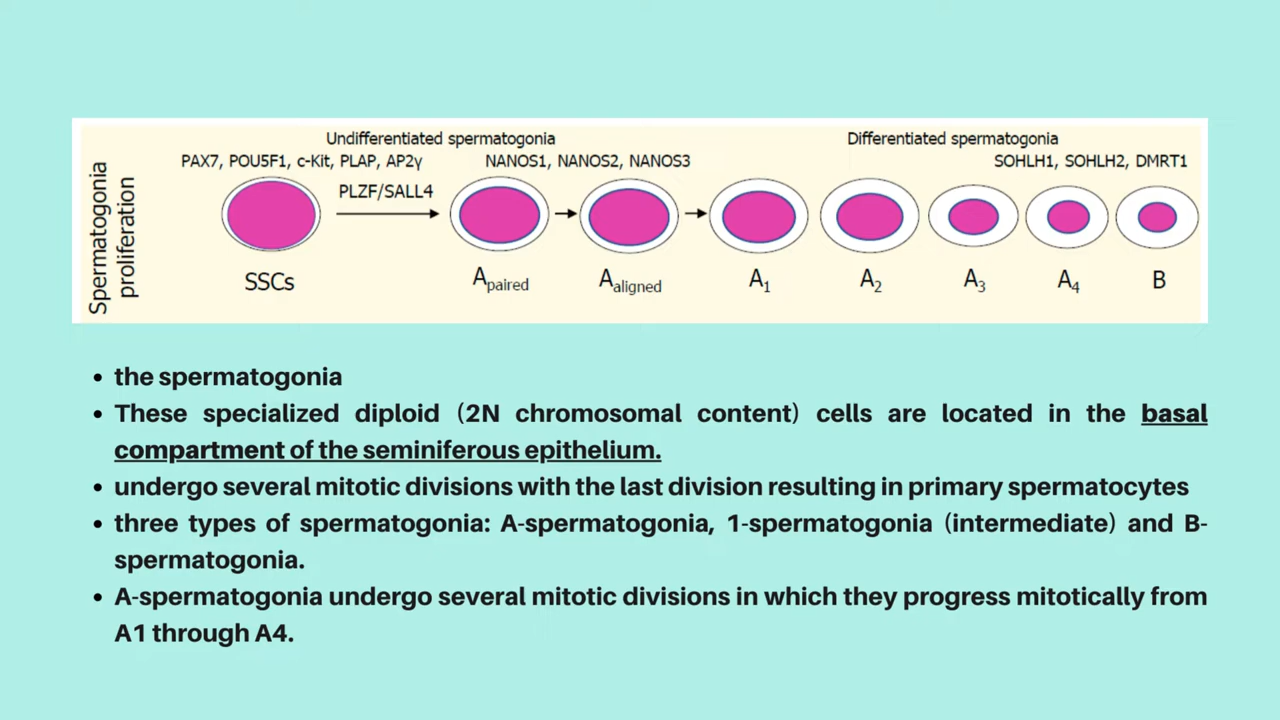 Undifferentiated spermatogonia
Differentiated spermatogonia
PAX7, POU5F1, c-Kit, PLAP, AP2γ
NANOS1, NANOS2, NANOS3
SOHLH1, SOHLH2, DMRT1
Spermatogonia
proliferation
PLZF/SALL4
SSCs
Apaired
Aaligned
A1
A2
A3
A4
B
• the spermatogonia
• These specialized diploid (2N chromosomal content) cells are located in the basal
compartment of the seminiferous epithelium.
• undergo several mitotic divisions with the last division resulting in primary spermatocytes
• three types of spermatogonia: A-spermatogonia, 1-spermatogonia (intermediate) and B-
spermatogonia.
• A-spermatogonia undergo several mitotic divisions in which they progress mitotically from
A1 through A4.